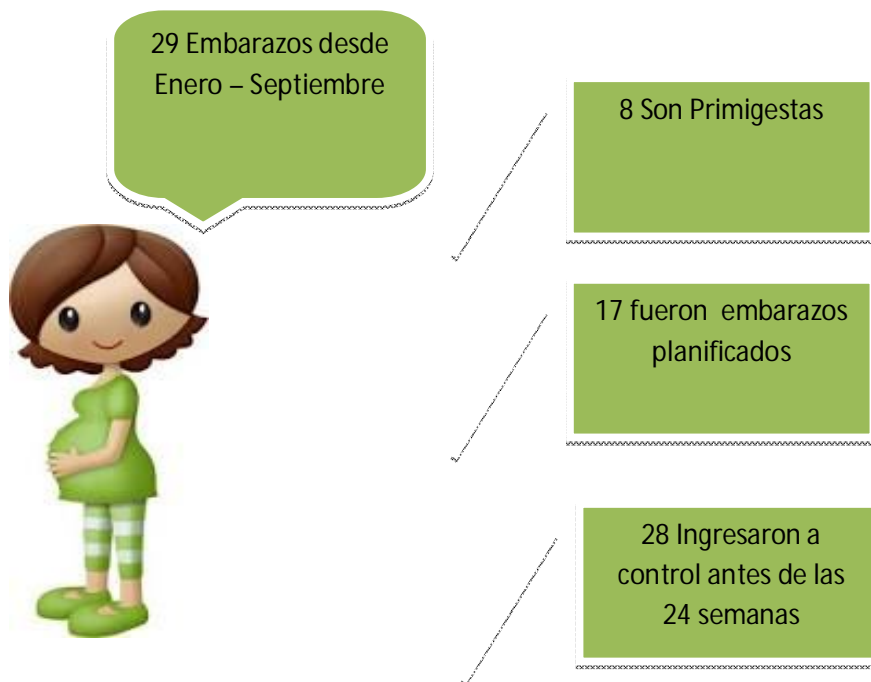 29 Embarazos desde
Enero – Septiembre
8 Son Primigestas
17 fueron embarazos
planificados
28 Ingresaron a
control antes de las
24 semanas